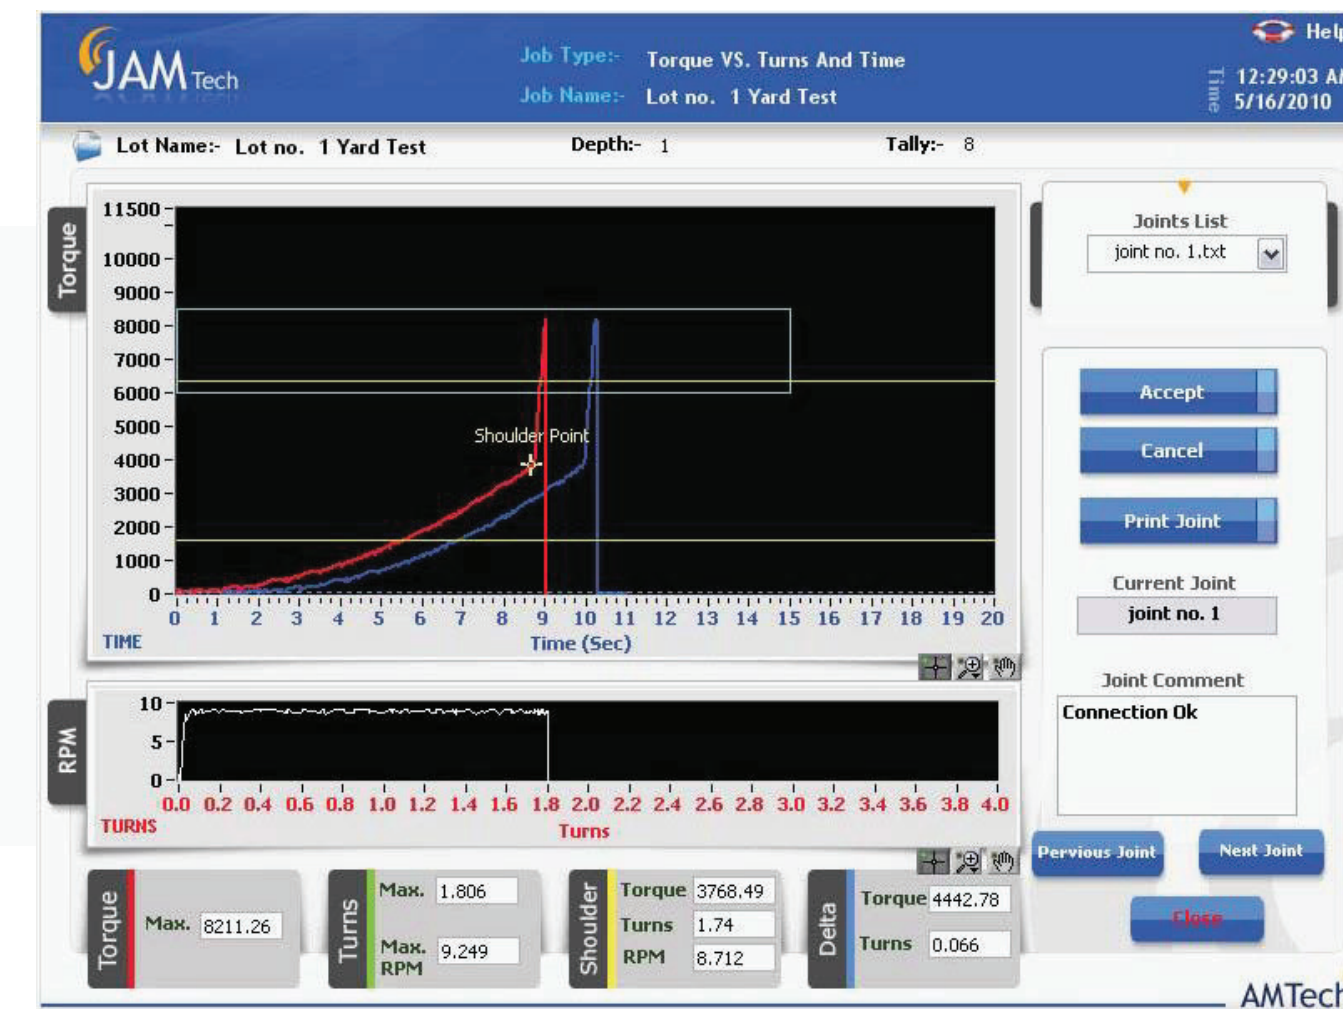 JAM Tech
Job Type:- Torque VS. Turns And Time
Job Name:- Lot no. 1 Yard Test
Help
Time
12:29:03 AM
5/16/2010
Lot Name:- Lot no. 1 Yard Test Depth:- 1 Tally:- 8
Torque
11500
10000
9000
8000
7000
6000
5000
4000
3000
2000
1000
0
Shoulder Point
0 1 2 3 4 5 6 7 8 9 10 11 12 13 14 15 16 17 18 19 20
TIME Time (Sec)
RPM
10
5
0
0.0 0.2 0.4 0.6 0.8 1.0 1.2 1.4 1.6 1.8 2.0 2.2 2.4 2.6 2.8 3.0 3.2 3.4 3.6 3.8 4.0
TURNS Turns
Joints List
joint no. 1.txt
Accept
Cancel
Print Joint
Current Joint
joint no. 1
Joint Comment
Connection Ok
Pervious Joint Next Joint
Close
Torque
Max. 8211.26
Turns
Max. 1.806
Max. RPM 9.249
Shoulder
Torque 3768.49
Turns 1.74
RPM 8.712
Delta
Torque 4442.78
Turns 0.066
AMTech